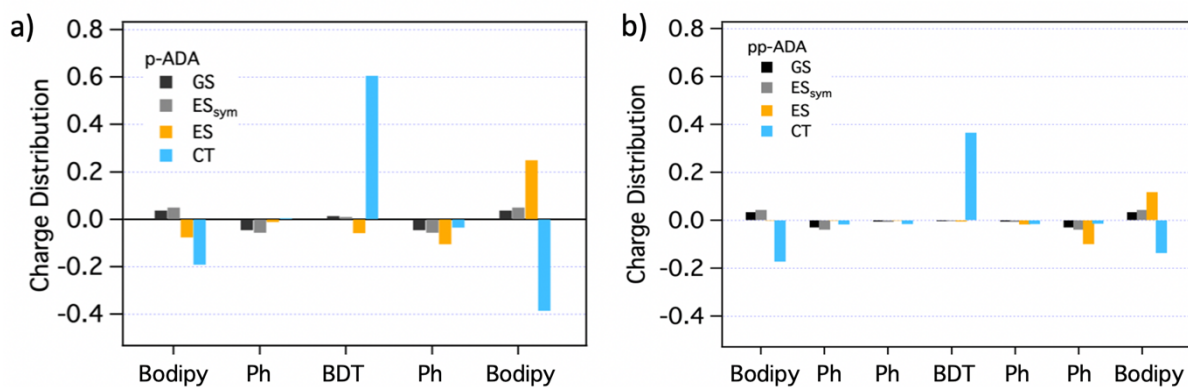 a)
p-ADA
GS
ESsym
ES
CT
Charge Distribution
0.8
0.6
0.4
0.2
0.0
-0.2
-0.4
Bodipy Ph BDT Ph Bodipy
b)
pp-ADA
GS
ESsym
ES
CT
Charge Distribution
0.8
0.6
0.4
0.2
0.0
-0.2
-0.4
Bodipy Ph Ph BDT Ph Ph Bodipy